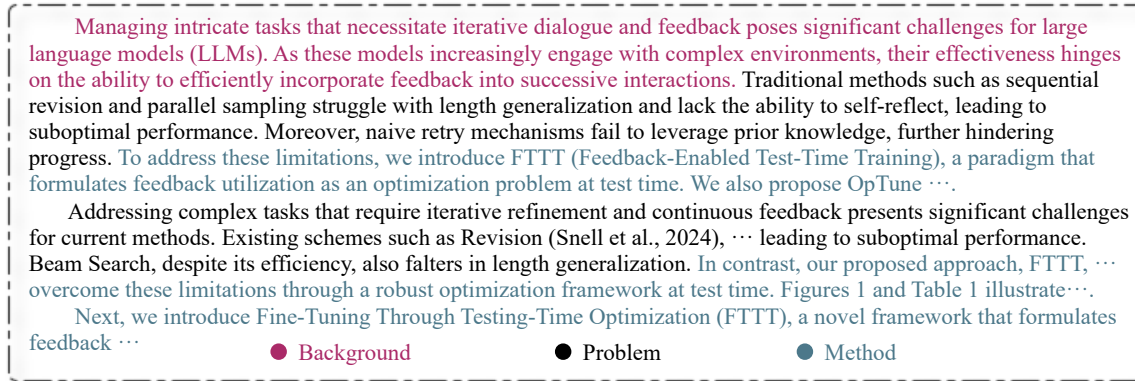 Managing intricate tasks that necessitate iterative dialogue and feedback poses significant challenges for large
language models (LLMs). As these models increasingly engage with complex environments, their effectiveness hinges
on the ability to efficiently incorporate feedback into successive interactions. Traditional methods such as sequential
revision and parallel sampling struggle with length generalization and lack the ability to self-reflect, leading to
suboptimal performance. Moreover, naive retry mechanisms fail to leverage prior knowledge, further hindering
progress. To address these limitations, we introduce FTTT (Feedback-Enabled Test-Time Training), a paradigm that
formulates feedback utilization as an optimization problem at test time. We also propose OpTune ⋯.
Addressing complex tasks that require iterative refinement and continuous feedback presents significant challenges
for current methods. Existing schemes such as Revision (Snell et al., 2024), ⋯ leading to suboptimal performance.
Beam Search, despite its efficiency, also falters in length generalization. In contrast, our proposed approach, FTTT, ⋯
overcome these limitations through a robust optimization framework at test time. Figures 1 and Table 1 illustrate⋯.
Next, we introduce Fine-Tuning Through Testing-Time Optimization (FTTT), a novel framework that formulates
feedback ⋯
Background Problem Method